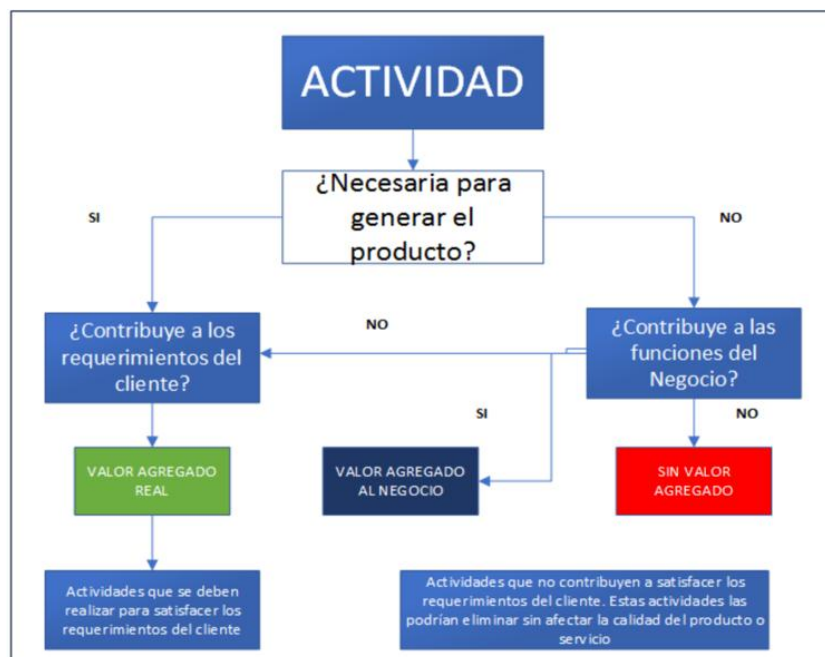 ACTIVIDAD
¿Necesaria para
generar el
producto?
SI
NO
¿Contribuye a los
requerimientos del
cliente?
NO
¿Contribuye a las
funciones del
Negocio?
SI
NO
VALOR AGREGADO
REAL
VALOR AGREGADO
AL NEGOCIO
SIN VALOR
AGREGADO
Actividades que se deben
realizar para satisfacer los
requerimientos del cliente
Actividades que no contribuyen a satisfacer los
requerimientos del cliente. Estas actividades las
podrían eliminar sin afectar la calidad del producto o
servicio